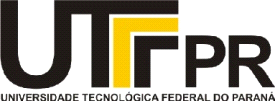 UTFPR
UNIVERSIDADE TECNOLÓGICA FEDERAL DO PARANÁ